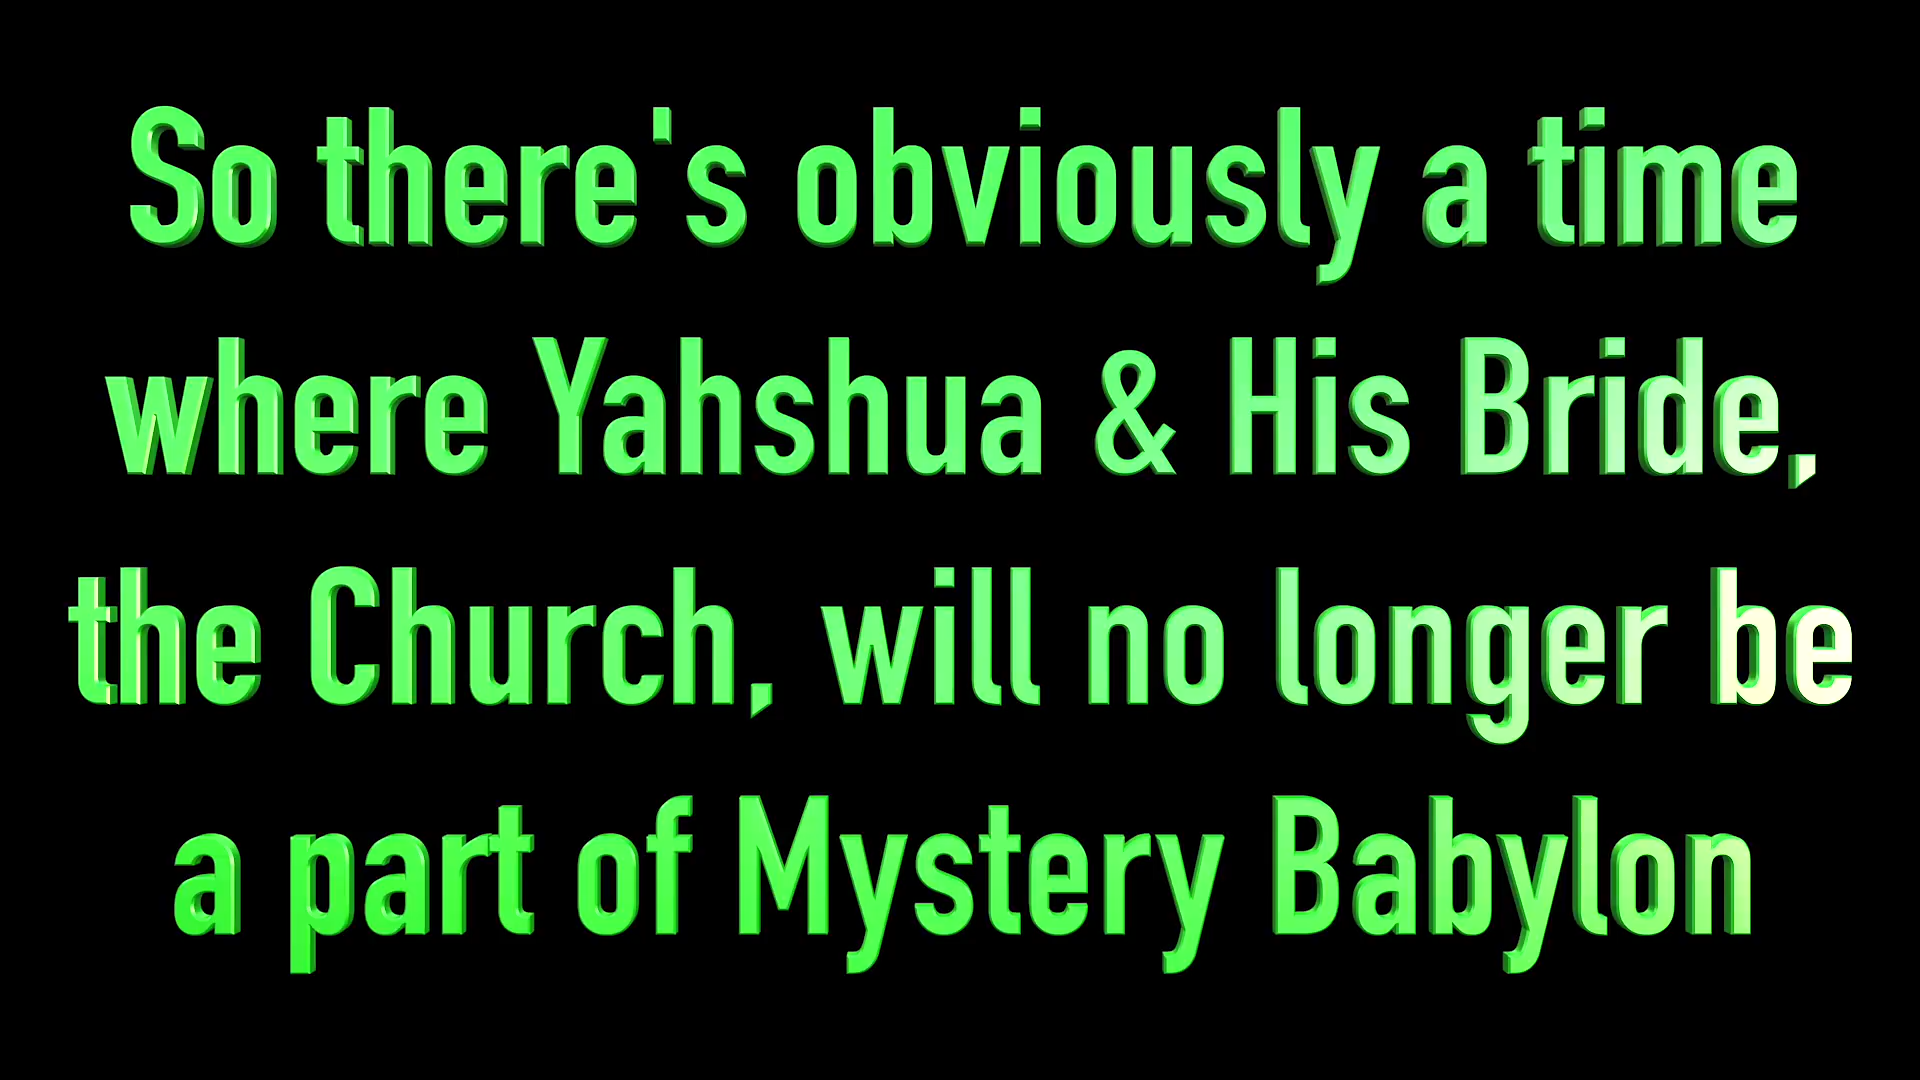 So there's obviously a time
where Yahshua & His Bride,
the Church, will no longer be
a part of Mystery Babylon